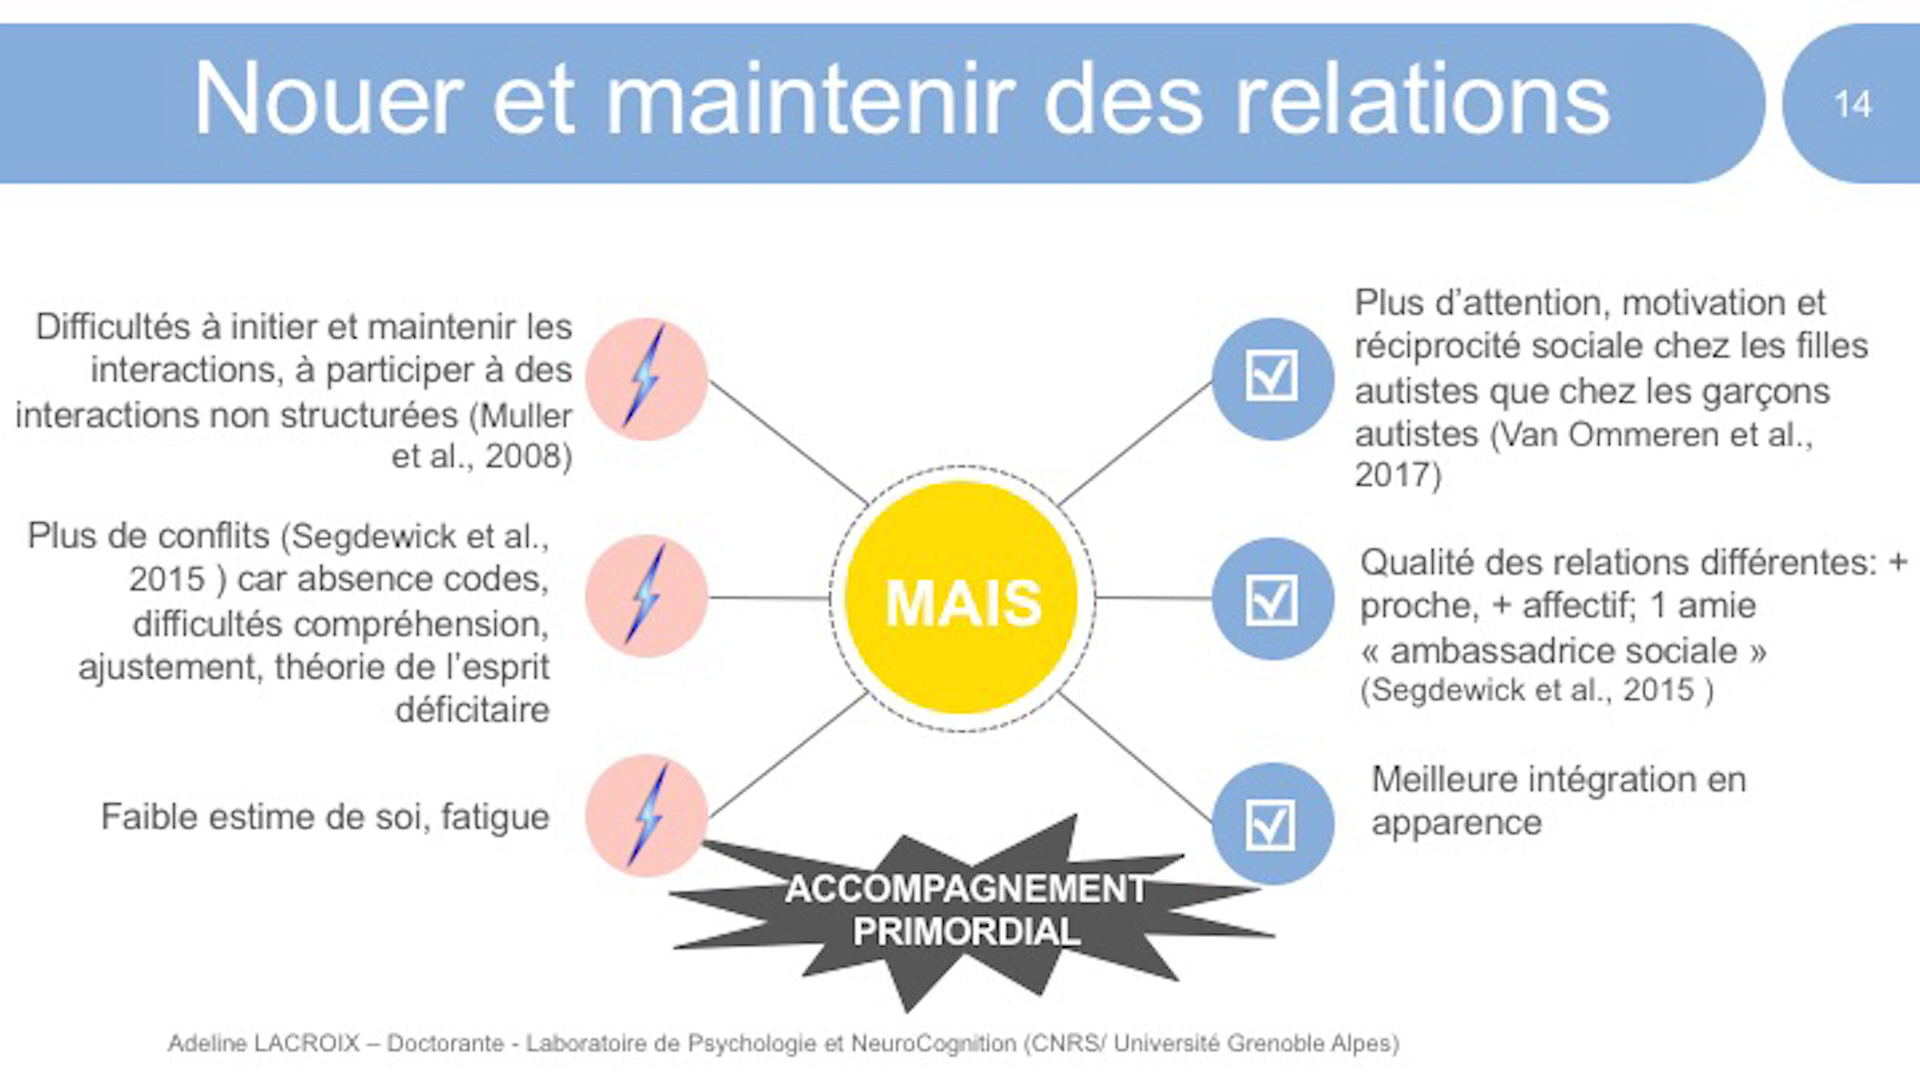 Nouer et maintenir des relations
14
Difficultés à initier et maintenir les
interactions, à participer à des
interactions non structurées (Muller
et al., 2008)
Plus de conflits (Segdewick et al.,
2015 ) car absence codes,
difficultés compréhension,
ajustement, théorie de l'esprit
déficitaire
Faible estime de soi, fatigue
MAIS
Plus d'attention, motivation et
réciprocité sociale chez les filles
autistes que chez les garçons
autistes (Van Ommeren et al.,
2017)
Qualité des relations différentes: +
proche, + affectif; 1 amie
« ambassadrice sociale »
(Segdewick et al., 2015 )
Meilleure intégration en
apparence
ACCOMPAGNEMENT
PRIMORDIAL
Adeline LACROIX – Doctorante - Laboratoire de Psychologie et NeuroCognition (CNRS/ Université Grenoble Alpes)